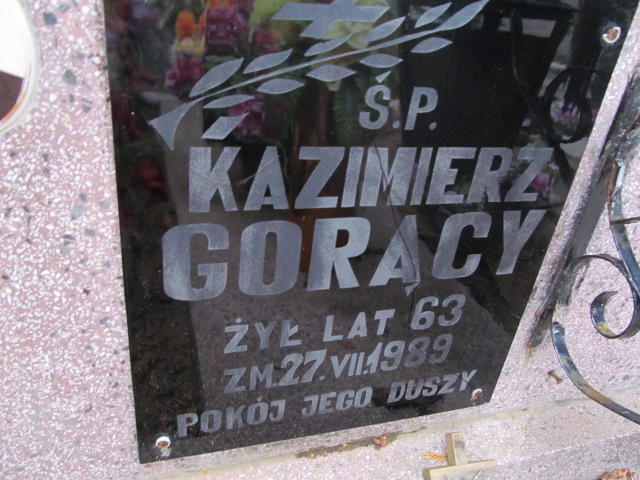 Ś.P.
KAZIMIERZ
GORĄCY
ŻYŁ LAT 63
ZM.27.VII.1989
POKÓJ JEGO DUSZY